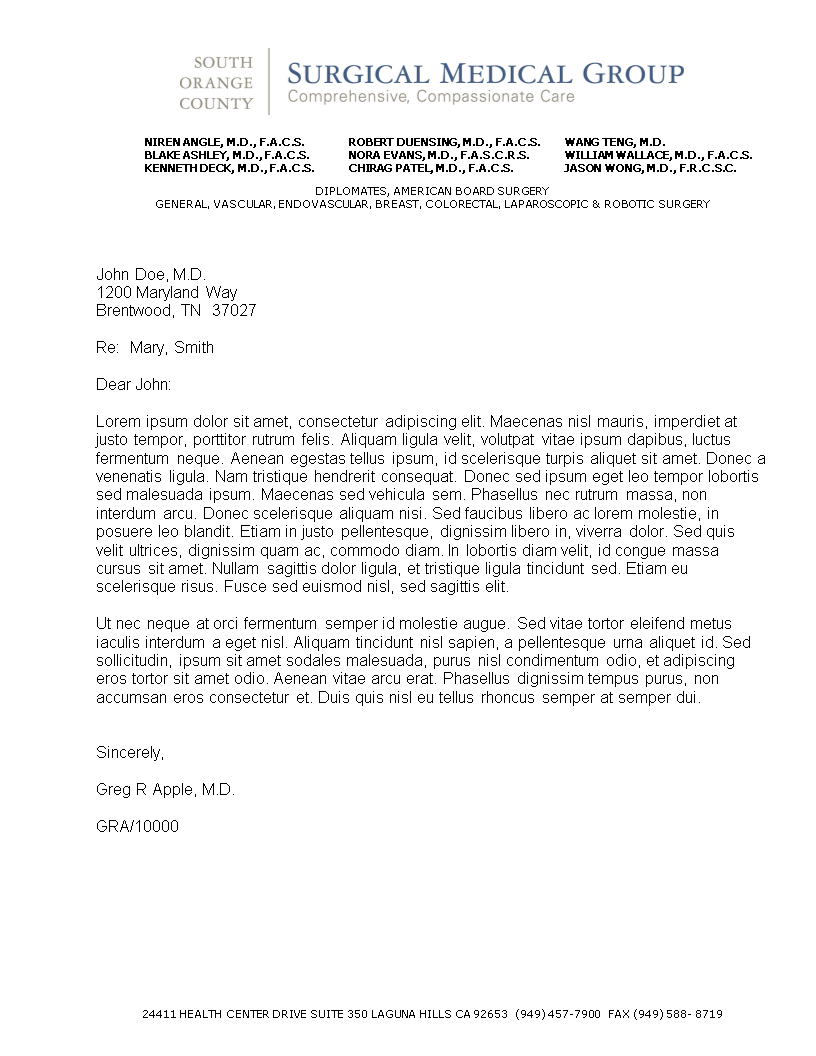 SOUTH
ORANGE
COUNTY
SURGICAL MEDICAL GROUP
Comprehensive, Compassionate Care
NIREN ANGLE, M.D., F.A.C.S. ROBERT DUENSING, M.D., F.A.C.S. WANG TENG, M.D.
BLAKE ASHLEY, M.D., F.A.C.S. NORA EVANS, M.D., F.A.S.C.R.S. WILLIAM WALLACE, M.D., F.A.C.S.
KENNETH DECK, M.D., F.A.C.S. CHIRAG PATEL, M.D., F.A.C.S. JASON WONG, M.D., F.R.C.S.C.
DIPLOMATES, AMERICAN BOARD SURGERY
GENERAL, VASCULAR, ENDOVASCULAR, BREAST, COLORECTAL, LAPAROSCOPIC & ROBOTIC SURGERY
John Doe, M.D.
1200 Maryland Way
Brentwood, TN 37027
Re: Mary, Smith
Dear John:
Lorem ipsum dolor sit amet, consectetur adipiscing elit. Maecenas nisl mauris, imperdiet at
justo tempor, porttitor rutrum felis. Aliquam ligula velit, volutpat vitae ipsum dapibus, luctus
fermentum neque. Aenean egestas tellus ipsum, id scelerisque turpis aliquet sit amet. Donec a
venenatis ligula. Nam tristique hendrerit consequat. Donec sed ipsum eget leo tempor lobortis
sed malesuada ipsum. Maecenas sed vehicula sem. Phasellus nec rutrum massa, non
interdum arcu. Donec scelerisque aliquam nisi. Sed faucibus libero ac lorem molestie, in
posuere leo blandit. Etiam in justo pellentesque, dignissim libero in, viverra dolor. Sed quis
velit ultrices, dignissim quam ac, commodo diam. In lobortis diam velit, id congue massa
cursus sit amet. Nullam sagittis dolor ligula, et tristique ligula tincidunt sed. Etiam eu
scelerisque risus. Fusce sed euismod nisl, sed sagittis elit.
Ut nec neque at orci fermentum semper id molestie augue. Sed vitae tortor eleifend metus
iaculis interdum a eget nisl. Aliquam tincidunt nisl sapien, a pellentesque urna aliquet id. Sed
sollicitudin, ipsum sit amet sodales malesuada, purus nisl condimentum odio, et adipiscing
eros tortor sit amet odio. Aenean vitae arcu erat. Phasellus dignissim tempus purus, non
accumsan eros consectetur et. Duis quis nisl eu tellus rhoncus semper at semper dui.
Sincerely,
Greg R Apple, M.D.
GRA/10000
24411 HEALTH CENTER DRIVE SUITE 350 LAGUNA HILLS CA 92653 (949) 457-7900 FAX (949) 588- 8719